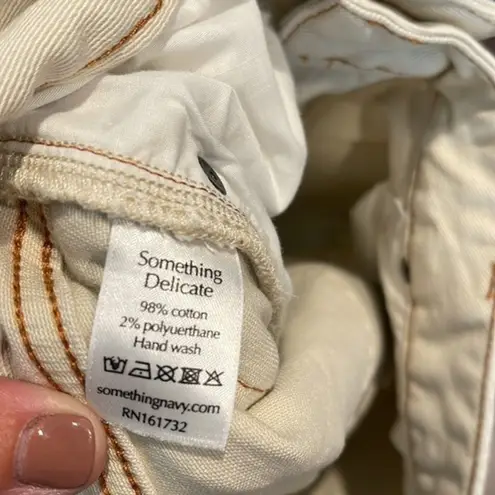 Something
Delicate
98% cotton
2% polyuerthane
Hand wash
somethingnavy.com
RN161732